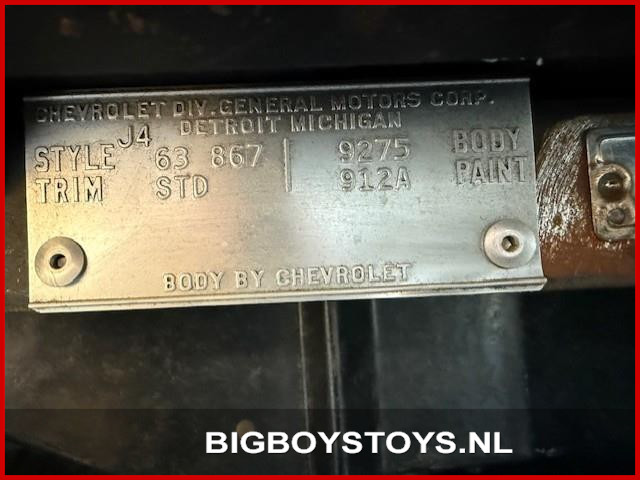 CHEVROLET DIV. GENERAL MOTORS CORP.
DETROIT MICHIGAN
J4
STYLE 63 867 9275 BODY
TRIM STD 912A PAINT
BODY BY CHEVROLET
BIGBOYSTOYS.NL